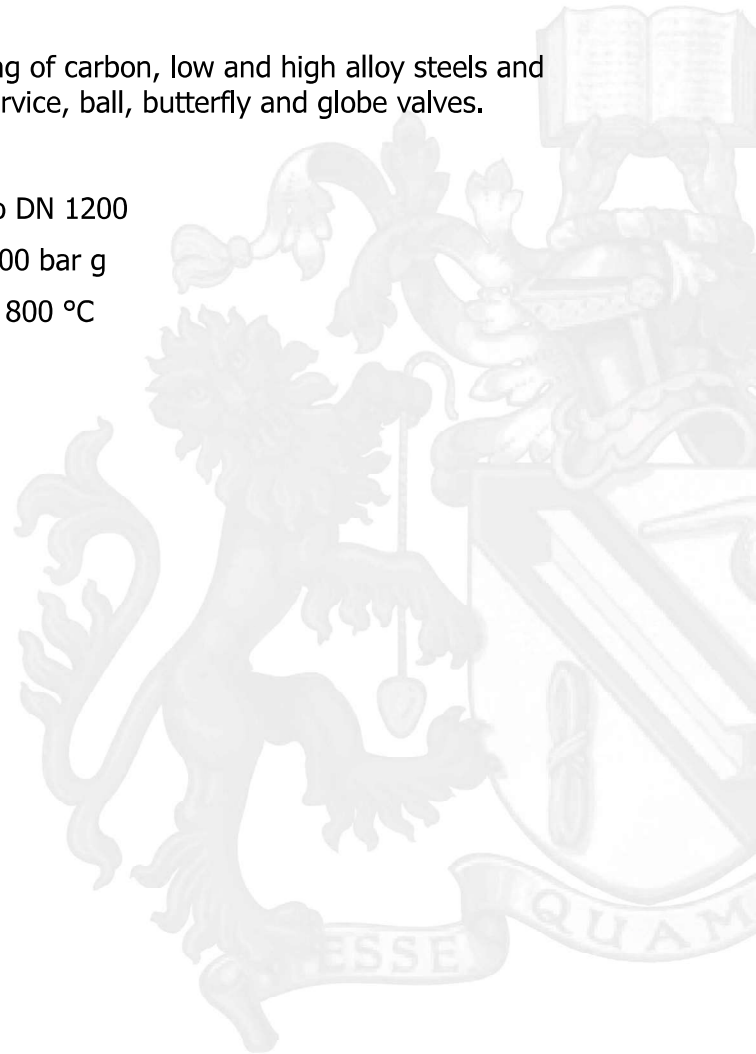 ng of carbon, low and high alloy steels and
rvice, ball, butterfly and globe valves.
o DN 1200
00 bar g
800 °C
ESSE QUAM